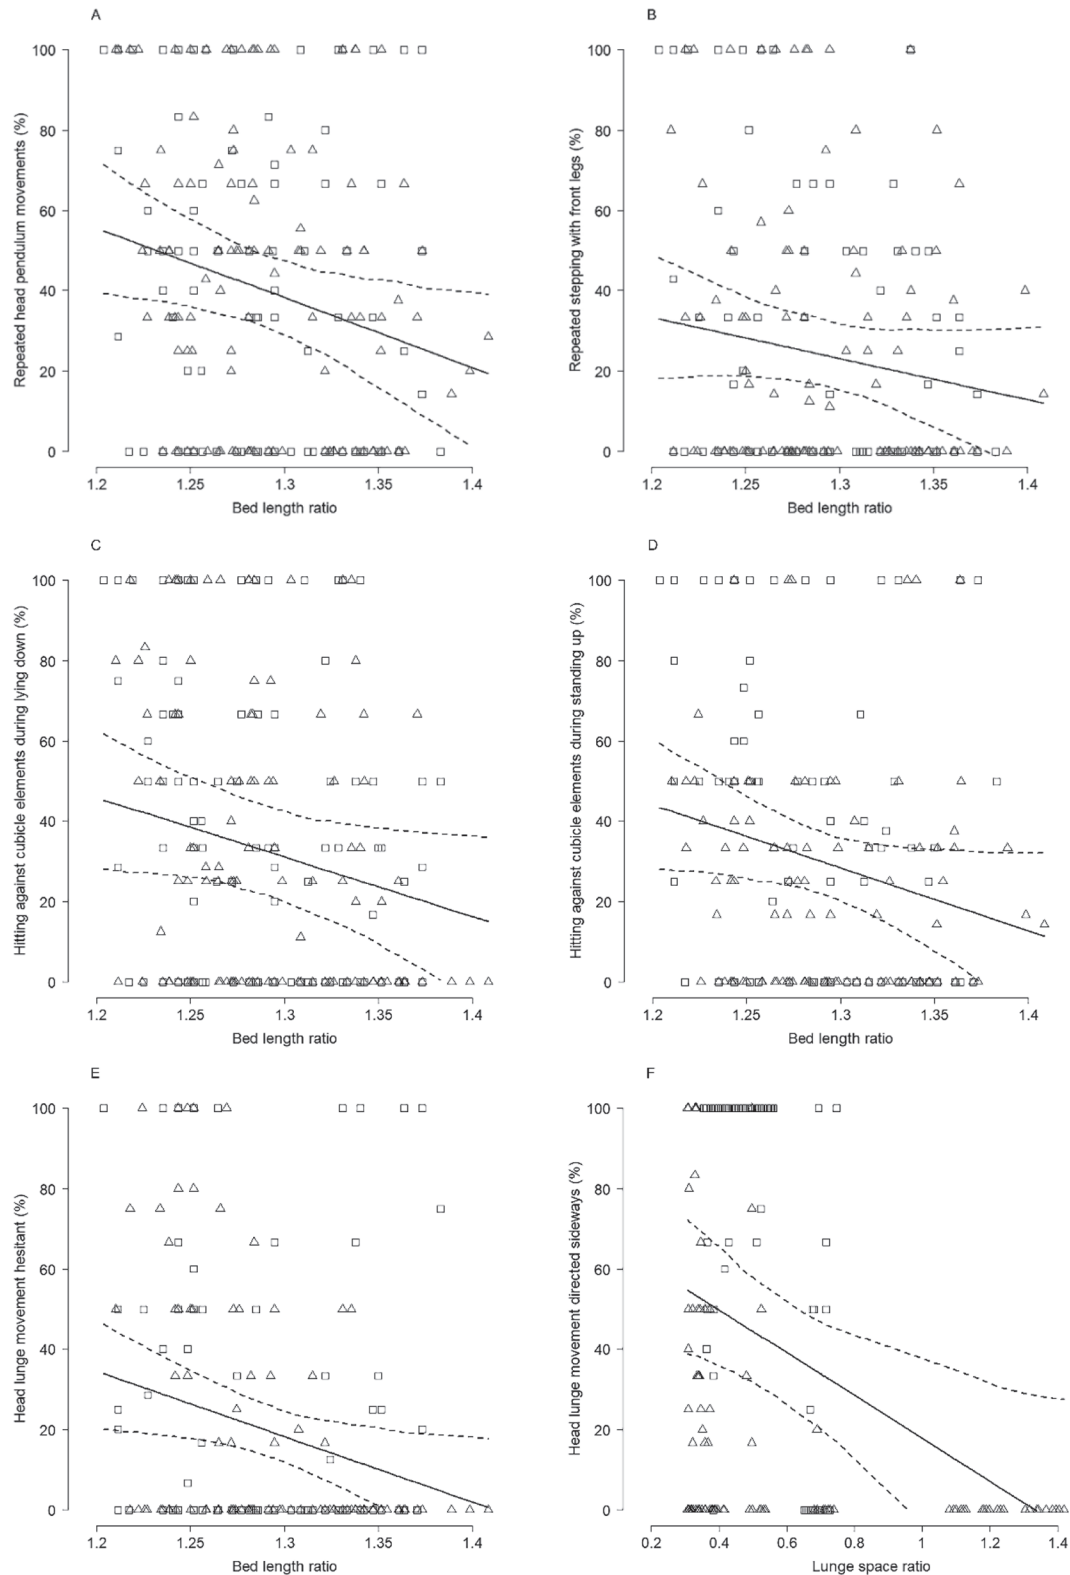 A
Repeated head pendulum movements (%)
100
80
60
40
20
0
1.2 1.25 1.3 1.35 1.4
Bed length ratio
B
Repeated stepping with front legs (%)
100
80
60
40
20
0
1.2 1.25 1.3 1.35 1.4
Bed length ratio
C
Hitting against cubicle elements during lying down (%)
100
80
60
40
20
0
1.2 1.25 1.3 1.35 1.4
Bed length ratio
D
Hitting against cubicle elements during standing up (%)
100
80
60
40
20
0
1.2 1.25 1.3 1.35 1.4
Bed length ratio
E
Head lunge movement hesitant (%)
100
80
60
40
20
0
1.2 1.25 1.3 1.35 1.4
Bed length ratio
F
Head lunge movement directed sideways (%)
100
80
60
40
20
0
0.2 0.4 0.6 0.8 1 1.2 1.4
Lunge space ratio